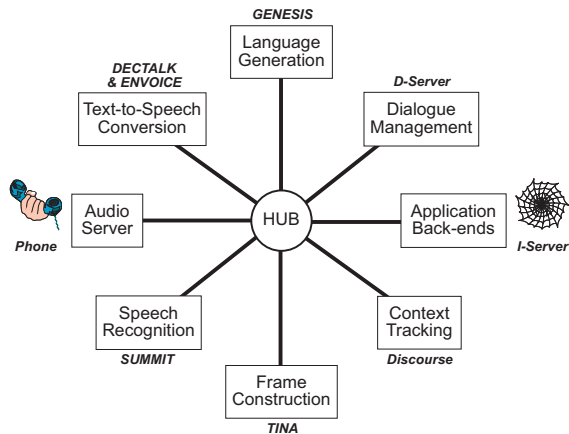 GENESIS
Language
Generation
DECTALK
& ENVOICE
Text-to-Speech
Conversion
D-Server
Dialogue
Management
Phone
Audio
Server
HUB
Application
Back-ends
I-Server
Speech
Recognition
SUMMIT
Context
Tracking
Discourse
Frame
Construction
TINA